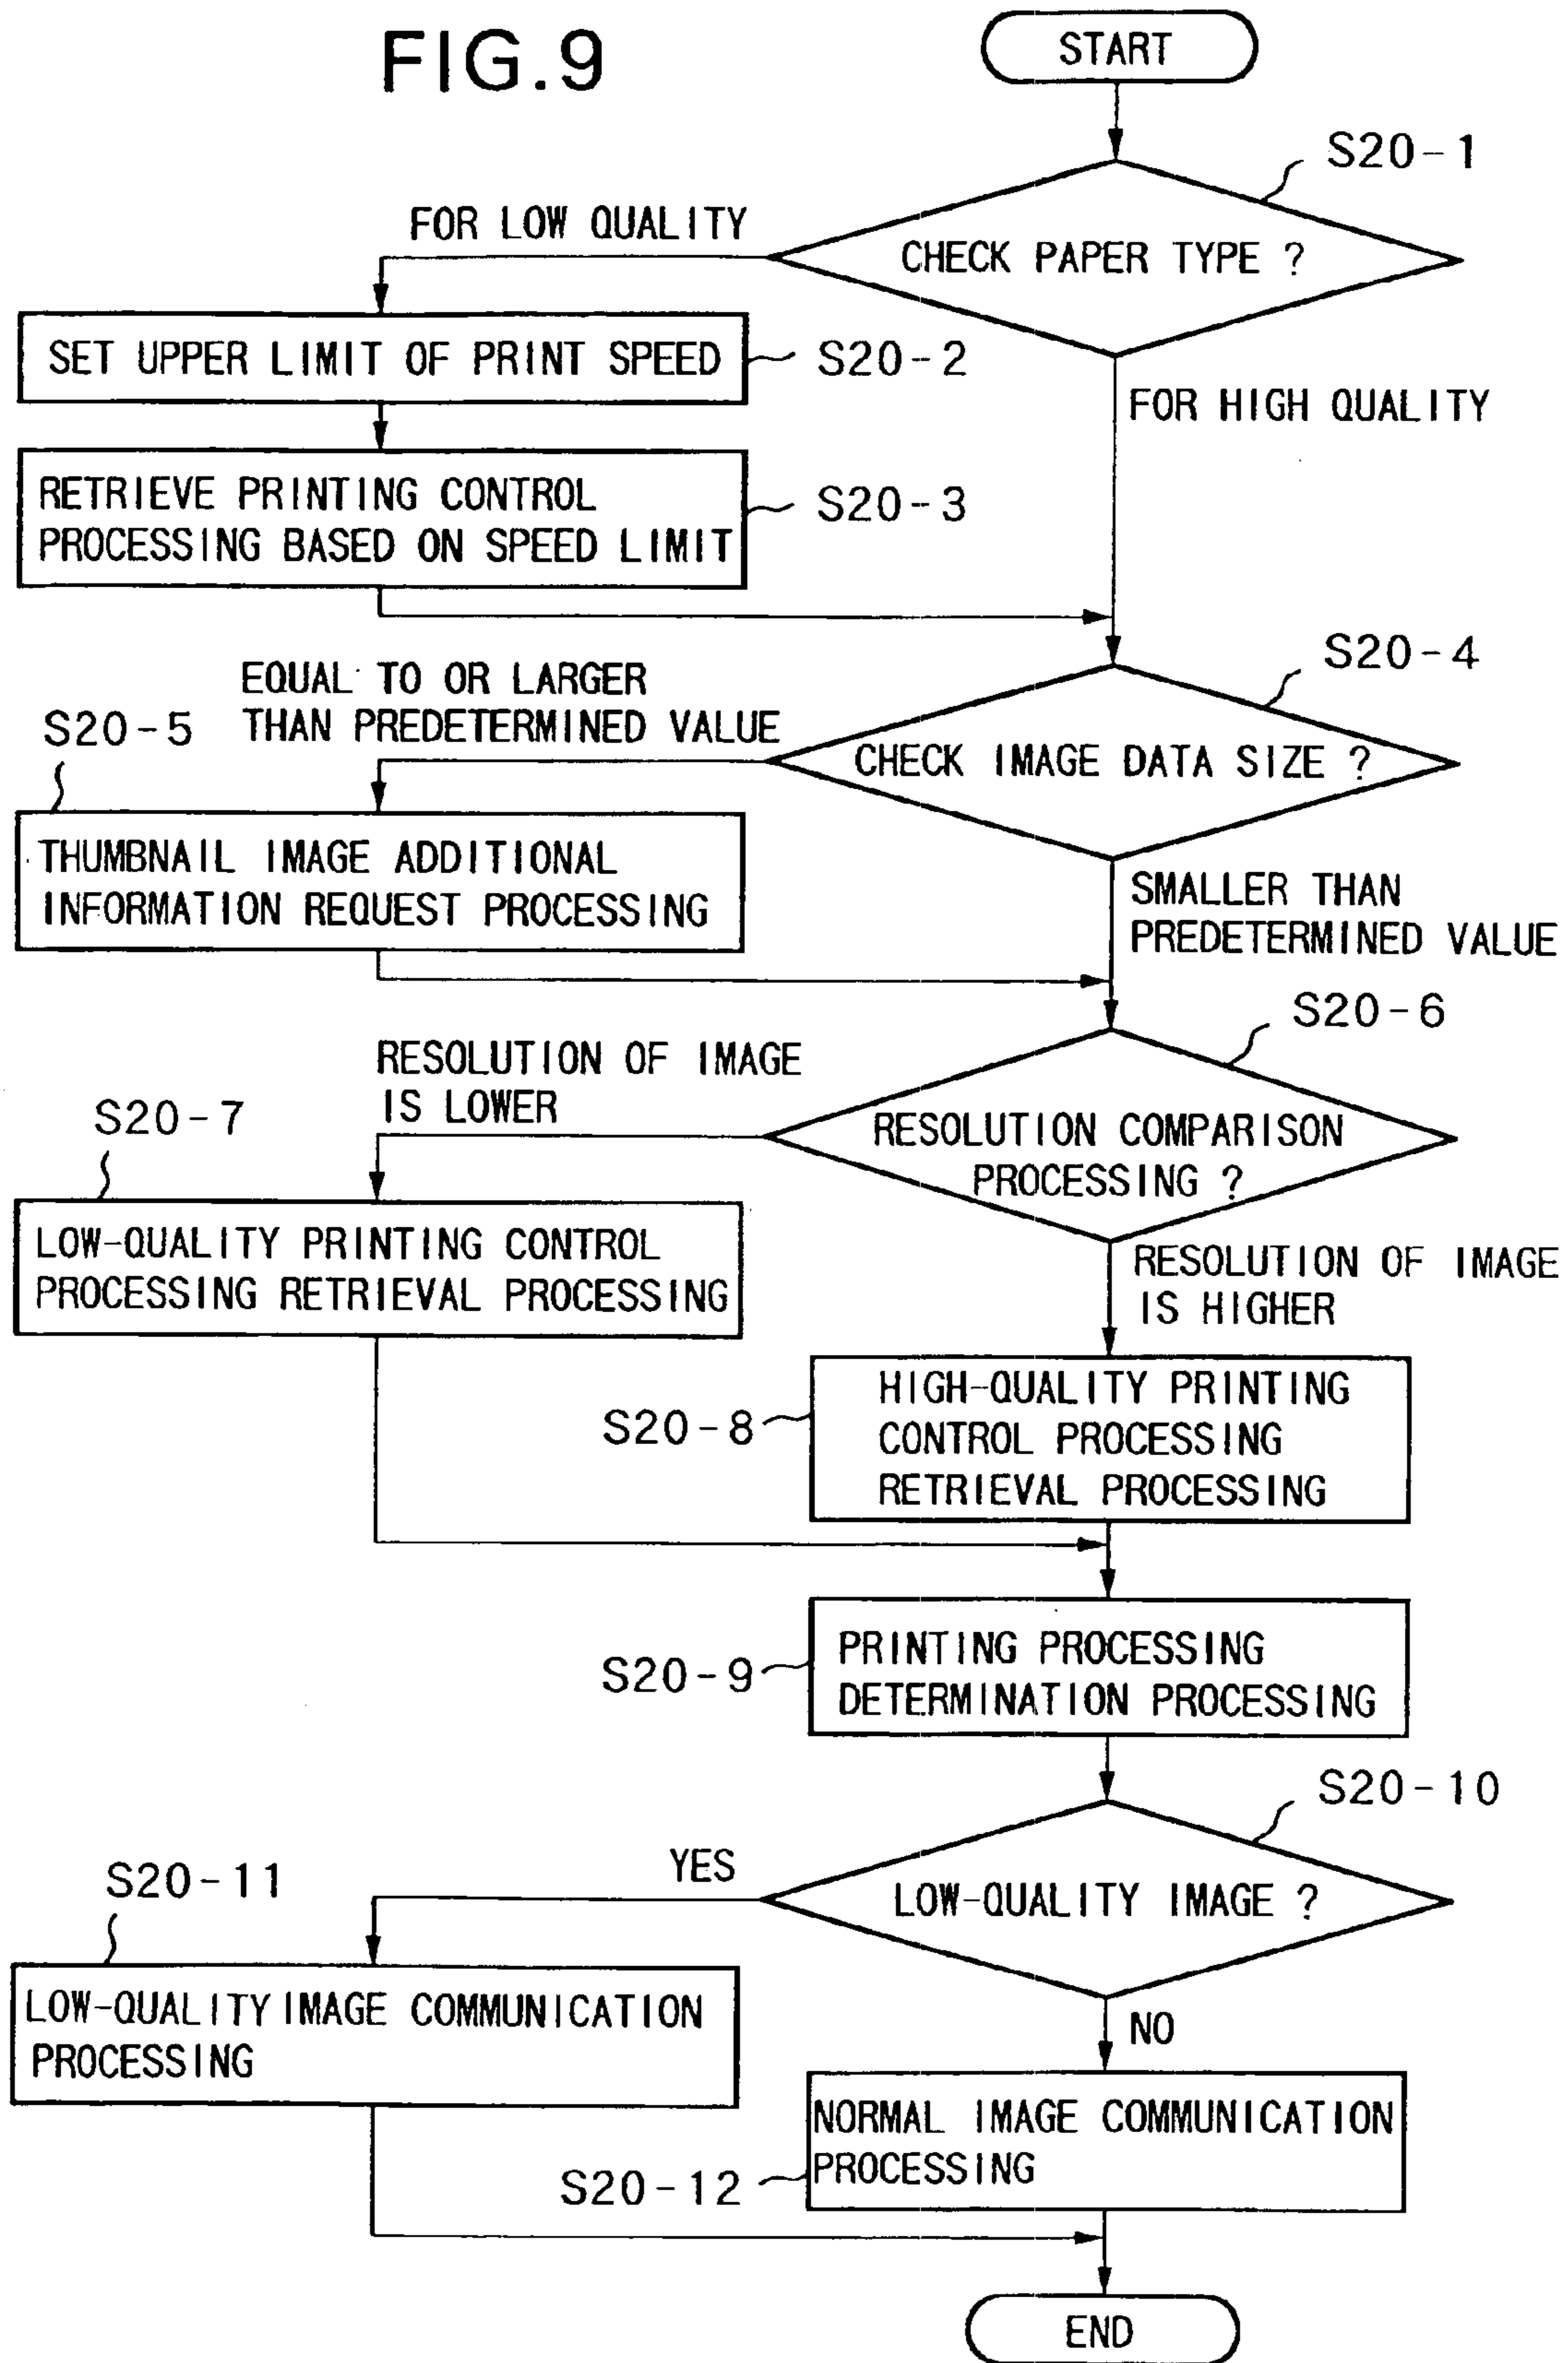 FIG.9
START
S20-1
FOR LOW QUALITY
CHECK PAPER TYPE ?
SET UPPER LIMIT OF PRINT SPEED
S20-2
FOR HIGH QUALITY
RETRIEVE PRINTING CONTROL
PROCESSING BASED ON SPEED LIMIT
S20-3
S20-4
EQUAL TO OR LARGER
THAN PREDETERMINED VALUE
S20-5
CHECK IMAGE DATA SIZE ?
THUMBNAIL IMAGE ADDITIONAL
INFORMATION REQUEST PROCESSING
SMALLER THAN
PREDETERMINED VALUE
S20-6
RESOLUTION OF IMAGE
IS LOWER
S20-7
RESOLUTION COMPARISON
PROCESSING ?
LOW-QUALITY PRINTING CONTROL
PROCESSING RETRIEVAL PROCESSING
RESOLUTION OF IMAGE
IS HIGHER
S20-8
HIGH-QUALITY PRINTING
CONTROL PROCESSING
RETRIEVAL PROCESSING
S20-9
PRINTING PROCESSING
DETERMINATION PROCESSING
S20-10
YES
S20-11
LOW-QUALITY IMAGE ?
LOW-QUALITY IMAGE COMMUNICATION
PROCESSING
NO
NORMAL IMAGE COMMUNICATION
PROCESSING
S20-12
END